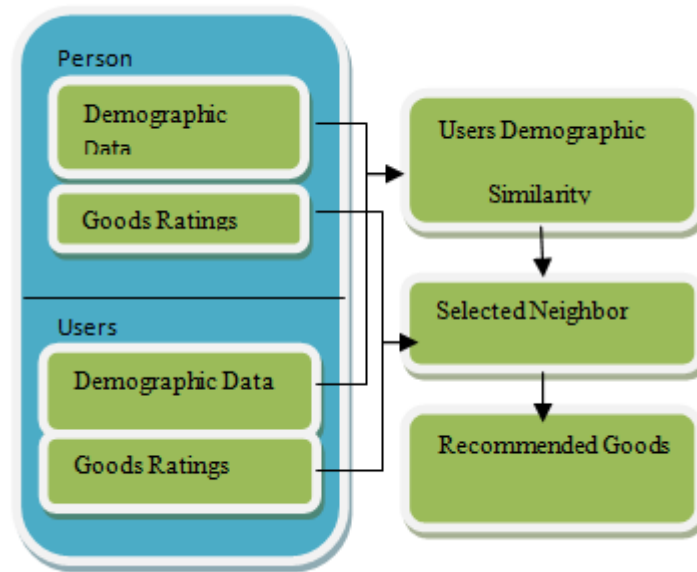 Person
Demographic
Data
Goods Ratings
Users
Demographic Data
Goods Ratings
Users Demographic
Similarity
Selected Neighbor
Recommended Goods